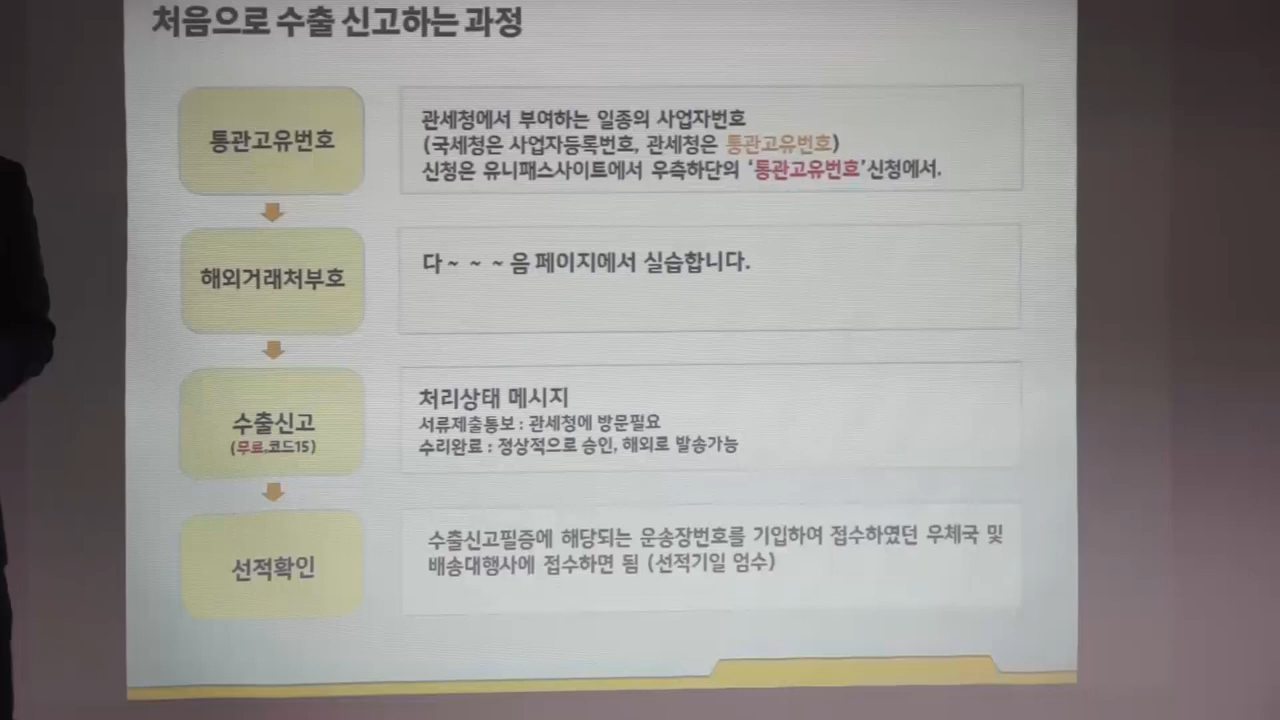 처음으로 수출 신고하는 과정
통관고유번호
관세청에서 부여하는 일종의 사업자번호
(국세청은 사업자등록번호, 관세청은 통관고유번호)
신청은 유니패스사이트에서 우측하단의 ‘통관고유번호’신청에서.
해외거래처부호
다~ ~ ~음 페이지에서 실습합니다.
수출신고
(무료,코드15)
처리상태 메시지
서류제출통보 : 관세청에 방문필요
수리완료 : 정상적으로 승인, 해외로 발송가능
선적확인
수출신고필증에 해당되는 운송장번호를 기입하여 접수하였던 우체국 및
배송대행사에 접수하면 됨 (선적기일 엄수)